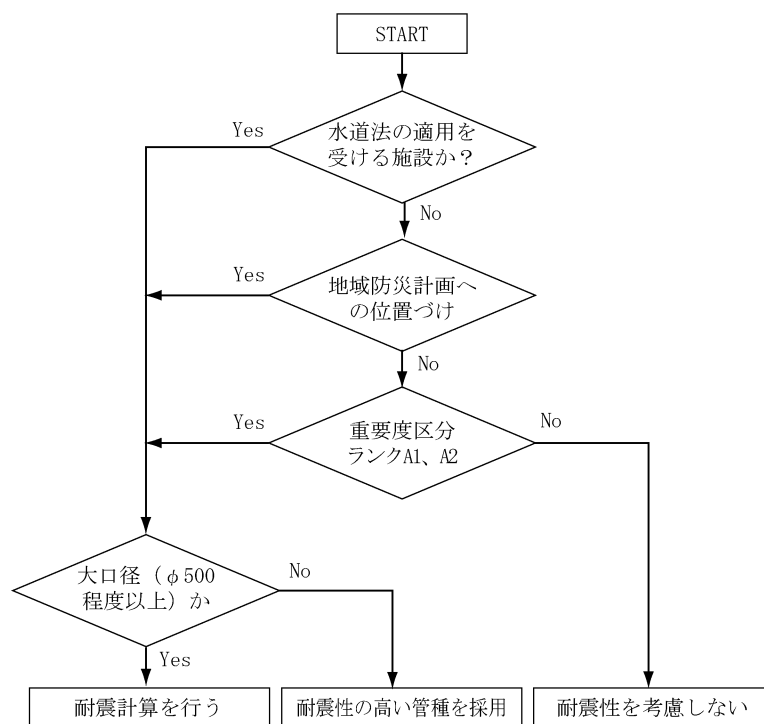 START
水道法の適用を
受ける施設か？
Yes
No
地域防災計画へ
の位置づけ
Yes
No
重要度区分
ランクA1、A2
Yes
No
大口径（φ500
程度以上）か
No
Yes
耐震計算を行う
耐震性の高い管種を採用
耐震性を考慮しない